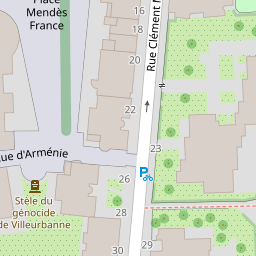 Place
Mendès
France
16
20
Rue Clément
22
ue d'Arménie
23
P
26
Stèle du
génocide
de Villeurbanne
28
30
29